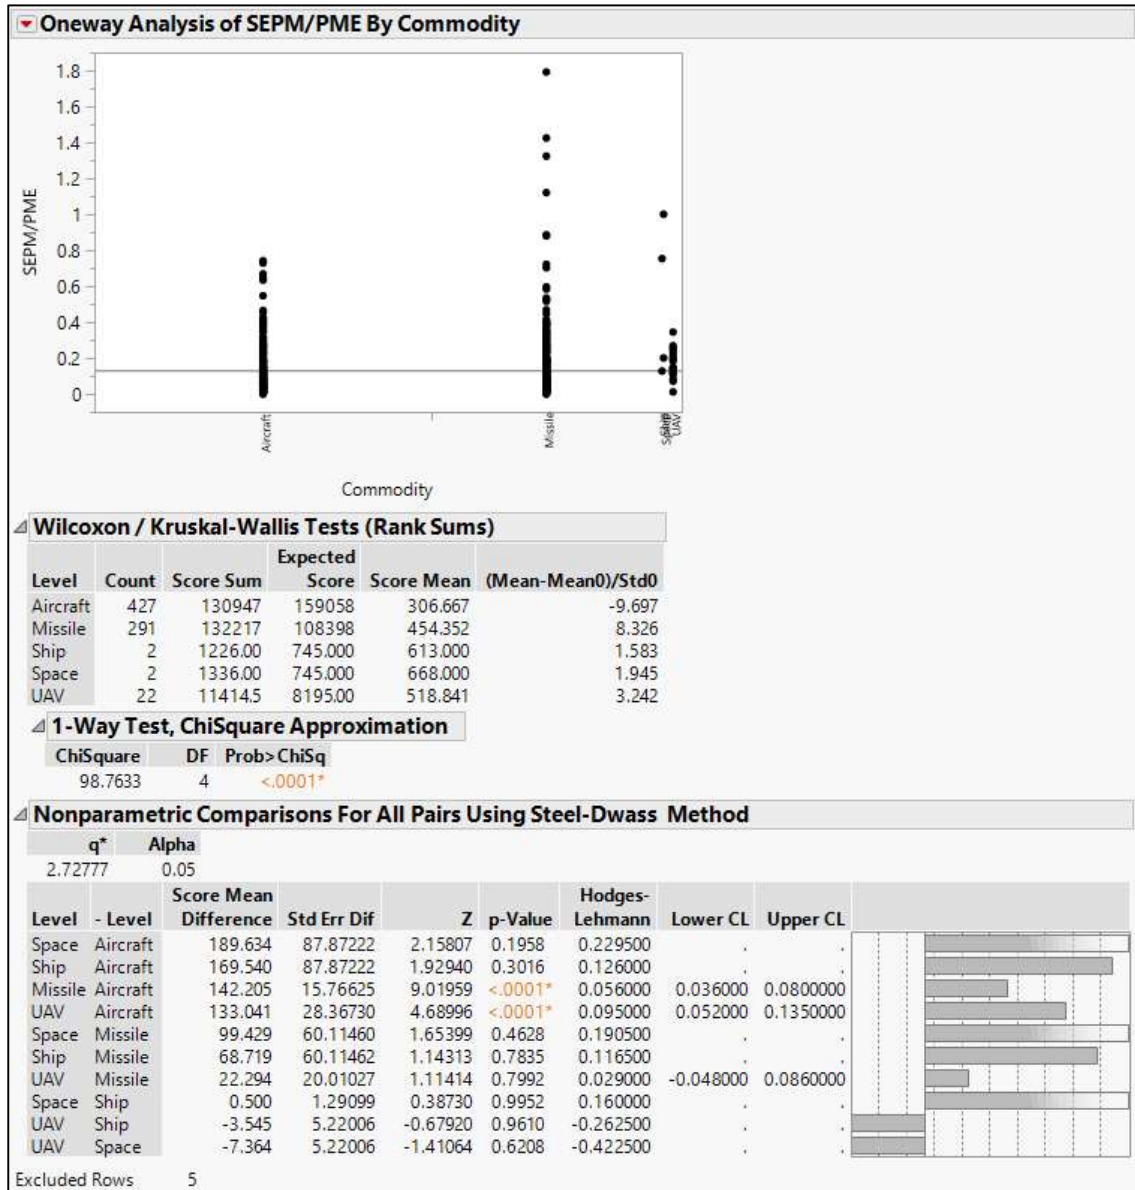 Oneway Analysis of SEPM/PME By Commodity
1.8
1.6
1.4
1.2
1
0.8
0.6
0.4
0.2
0
SEPM/PME
Aircraft
Missile
UAV
Commodity
Wilcoxon / Kruskal-Wallis Tests (Rank Sums)
Expected
Level Count Score Sum Score Score Mean (Mean-Mean0)/Std0
Aircraft 427 130947 159058 306.667 -9.697
Missile 291 132217 108398 454.352 8.326
Ship 2 1226.00 745.000 613.000 1.583
Space 2 1336.00 745.000 668.000 1.945
UAV 22 11414.5 8195.00 518.841 3.242
1-Way Test, ChiSquare Approximation
ChiSquare DF Prob>ChiSq
98.7633 4 <.0001*
Nonparametric Comparisons For All Pairs Using Steel-Dwass Method
q* Alpha
2.72777 0.05
Score Mean Hodges-
Level - Level Difference Std Err Dif Z p-Value Lehmann Lower CL Upper CL
Space Aircraft 189.634 87.87222 2.15807 0.1958 0.229500 . .
Ship Aircraft 169.540 87.87222 1.92940 0.3016 0.126000 . .
Missile Aircraft 142.205 15.76625 9.01959 <.0001* 0.056000 0.036000 0.0800000
UAV Aircraft 133.041 28.36730 4.68996 <.0001* 0.095000 0.052000 0.1350000
Space Missile 99.429 60.11460 1.65399 0.4628 0.190500 . .
Ship Missile 68.719 60.11462 1.14313 0.7835 0.116500 . .
UAV Missile 22.294 20.01027 1.11414 0.7992 0.029000 -0.048000 0.0860000
Space Ship 0.500 1.29099 0.38730 0.9952 0.160000 . .
UAV Ship -3.545 5.22006 -0.67920 0.9610 -0.262500 . .
UAV Space -7.364 5.22006 -1.41064 0.6208 -0.422500 . .
Excluded Rows 5